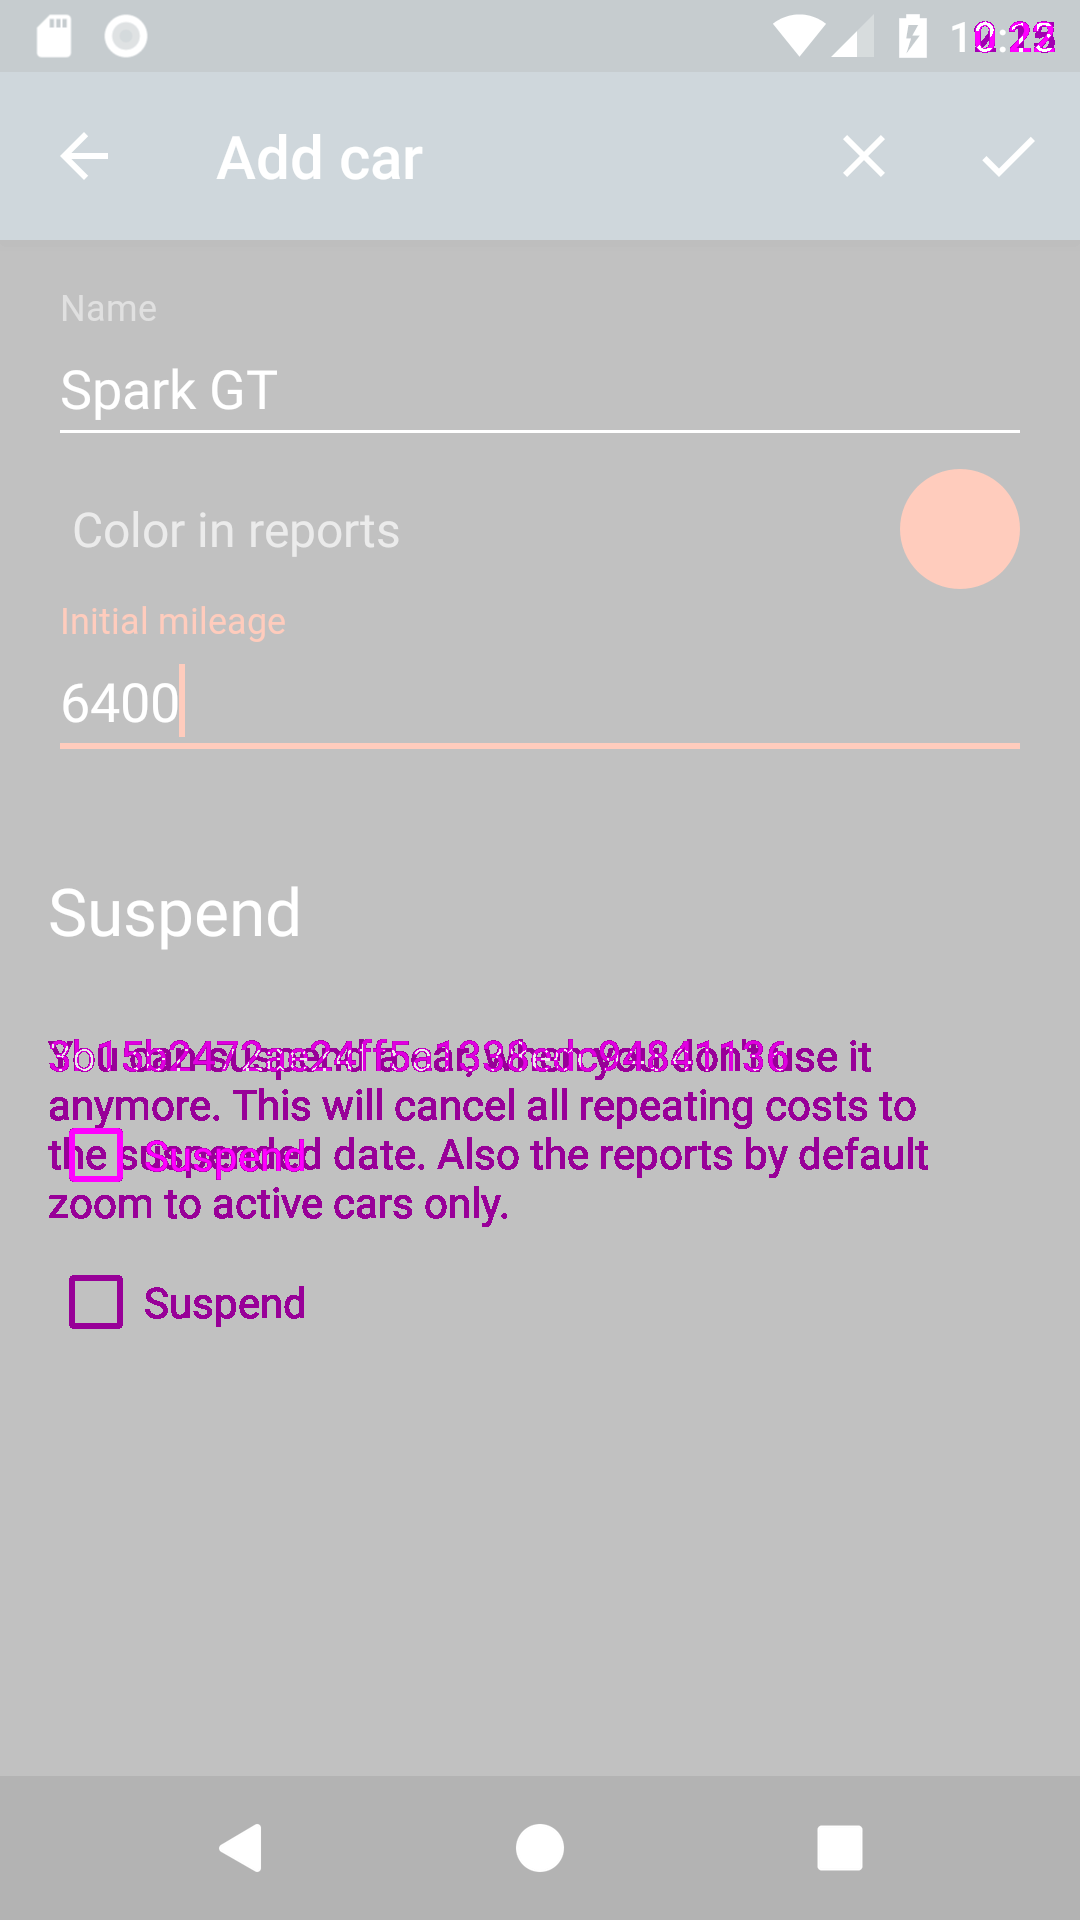 Add car
Name
Spark GT
Color in reports
Initial mileage
6400
Suspend
You can suspend a car, when you don't use it
anymore. This will cancel all repeating costs to
the suspended date. Also the reports by default
zoom to active cars only.
Suspend
Suspend